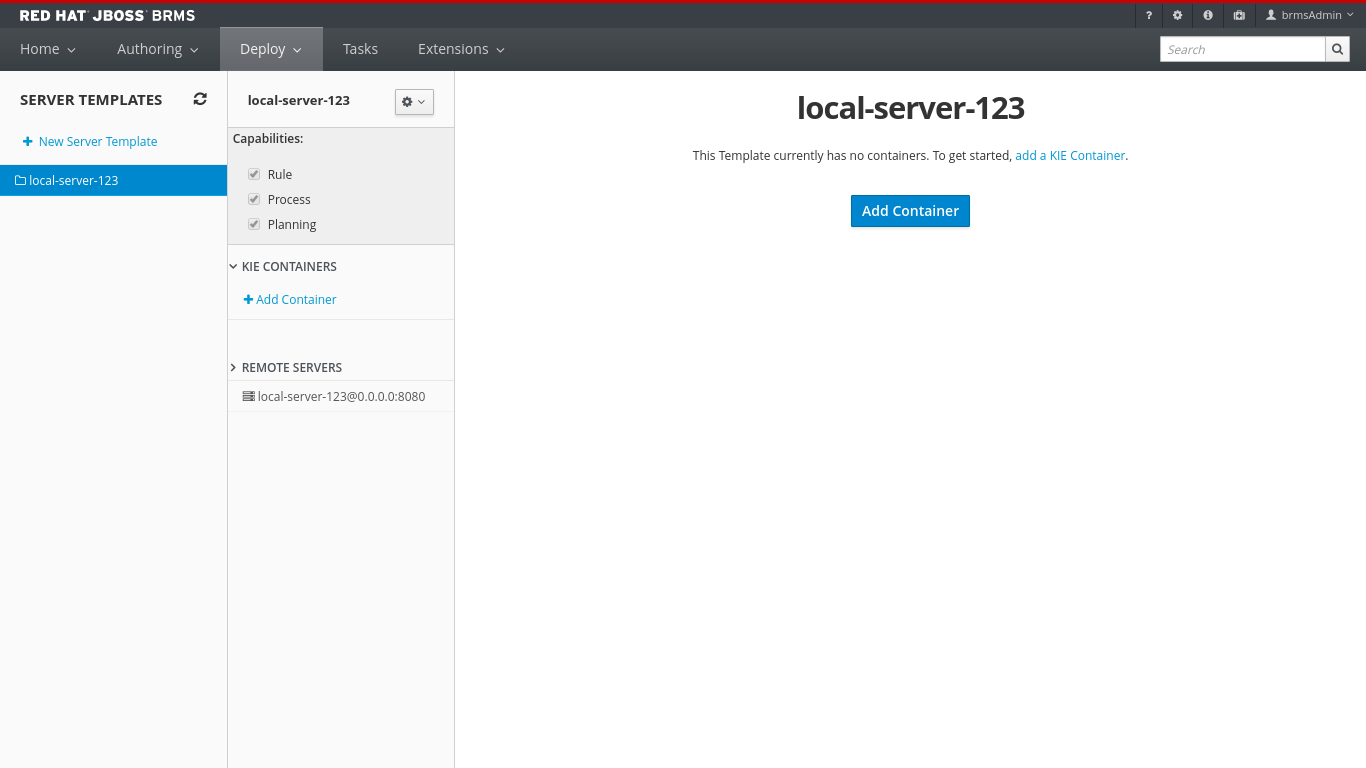 RED HAT JBOSS BRMS
? brmsAdmin
Home Authoring Deploy Tasks Extensions Search
SERVER TEMPLATES
New Server Template
local-server-123
local-server-123
Capabilities:
Rule
Process
Planning
KIE CONTAINERS
Add Container
REMOTE SERVERS
local-server-123@0.0.0.0:8080
local-server-123
This Template currently has no containers. To get started, add a KIE Container.
Add Container